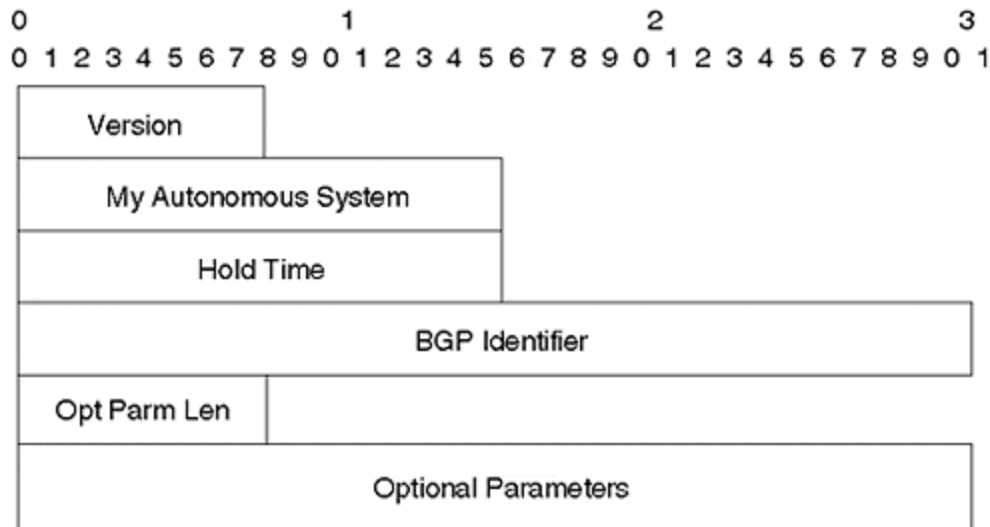 0 1 2 3
0 1 2 3 4 5 6 7 8 9 0 1 2 3 4 5 6 7 8 9 0 1 2 3 4 5 6 7 8 9 0 1
Version
My Autonomous System
Hold Time
BGP Identifier
Opt Parm Len
Optional Parameters